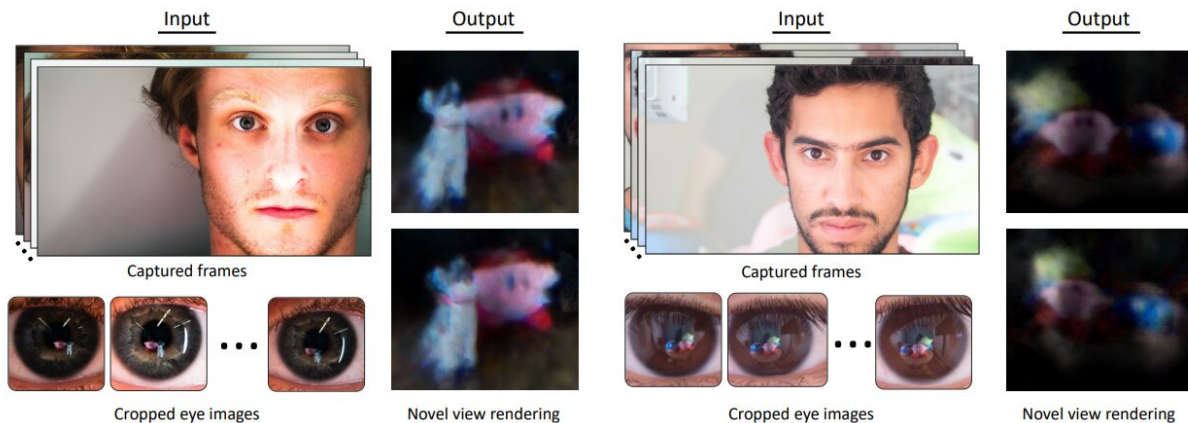 Input
Output
Input
Output
Captured frames
Captured frames
Cropped eye images
Novel view rendering
Cropped eye images
Novel view rendering